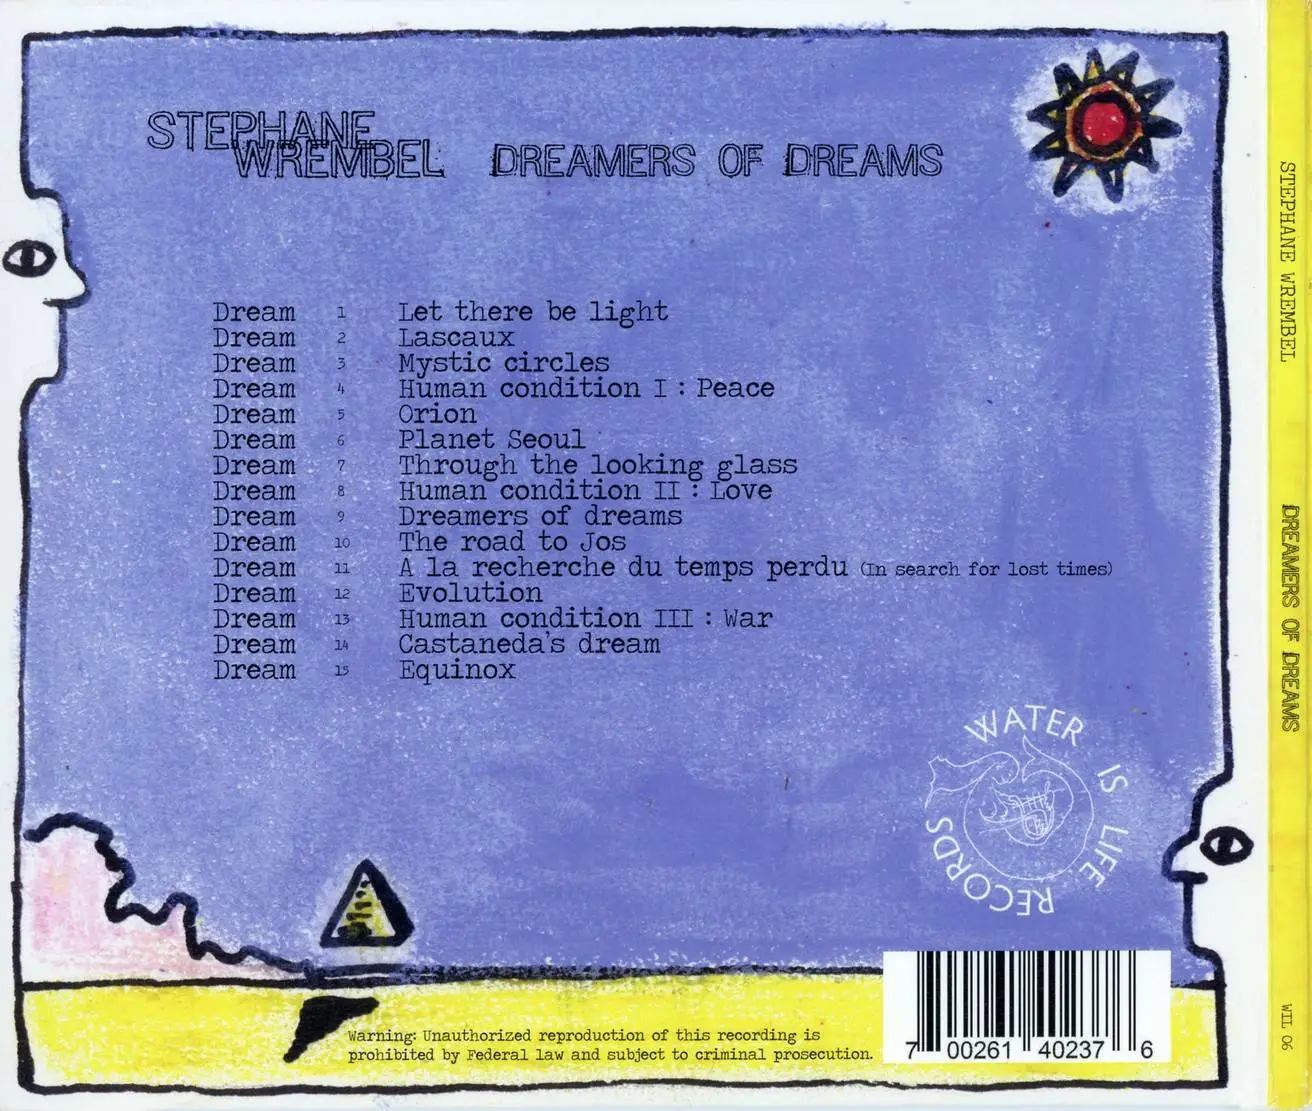 STEPHANE
WREMBEL DREAMERS OF DREAMS
Dream 1 Let there be light
Dream 2 Lascaux
Dream 3 Mystic circles
Dream 4 Human condition I : Peace
Dream 5 Orion
Dream 6 Planet Seoul
Dream 7 Through the looking glass
Dream 8 Human condition II : Love
Dream 9 Dreamers of dreams
Dream 10 The road to Jos
Dream 11 A la recherche du temps perdu (In search for lost times)
Dream 12 Evolution
Dream 13 Human condition III : War
Dream 14 Castaneda's dream
Dream 15 Equinox
WATER IS LIFE RECORDS
Warning: Unauthorized reproduction of this recording is
prohibited by Federal law and subject to criminal prosecution.
7 00261 40237 6
STEPHANE WREMBEL DREAMERS OF DREAMS WIL 06